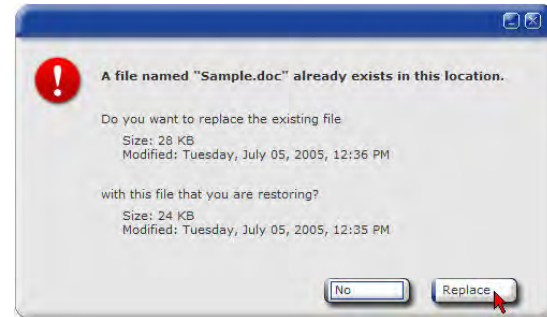 A file named "Sample.doc" already exists in this location.
Do you want to replace the existing file
Size: 28 KB
Modified: Tuesday, July 05, 2005, 12:36 PM
with this file that you are restoring?
Size: 24 KB
Modified: Tuesday, July 05, 2005, 12:35 PM
No Replace